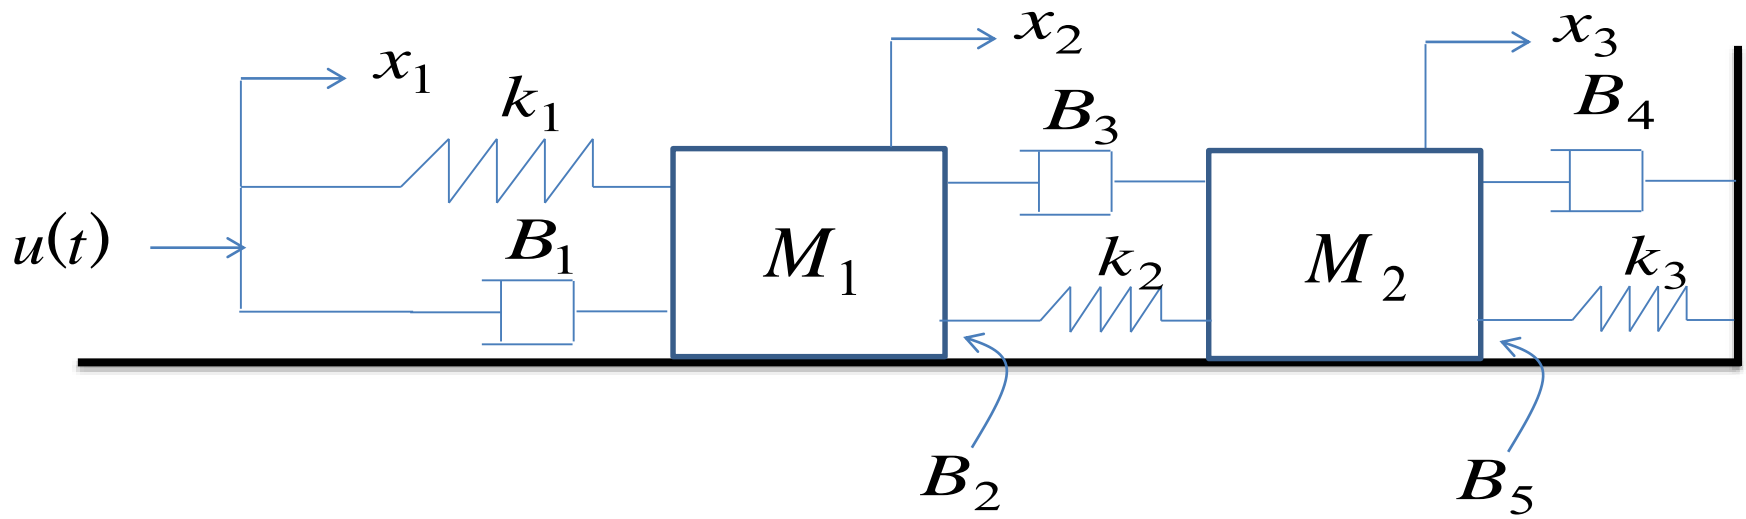 x₂
x₃
x₁
k₁
B₃
B₄
u(t)
B₁
M₁
k₂
M₂
k₃
B₂
B₅